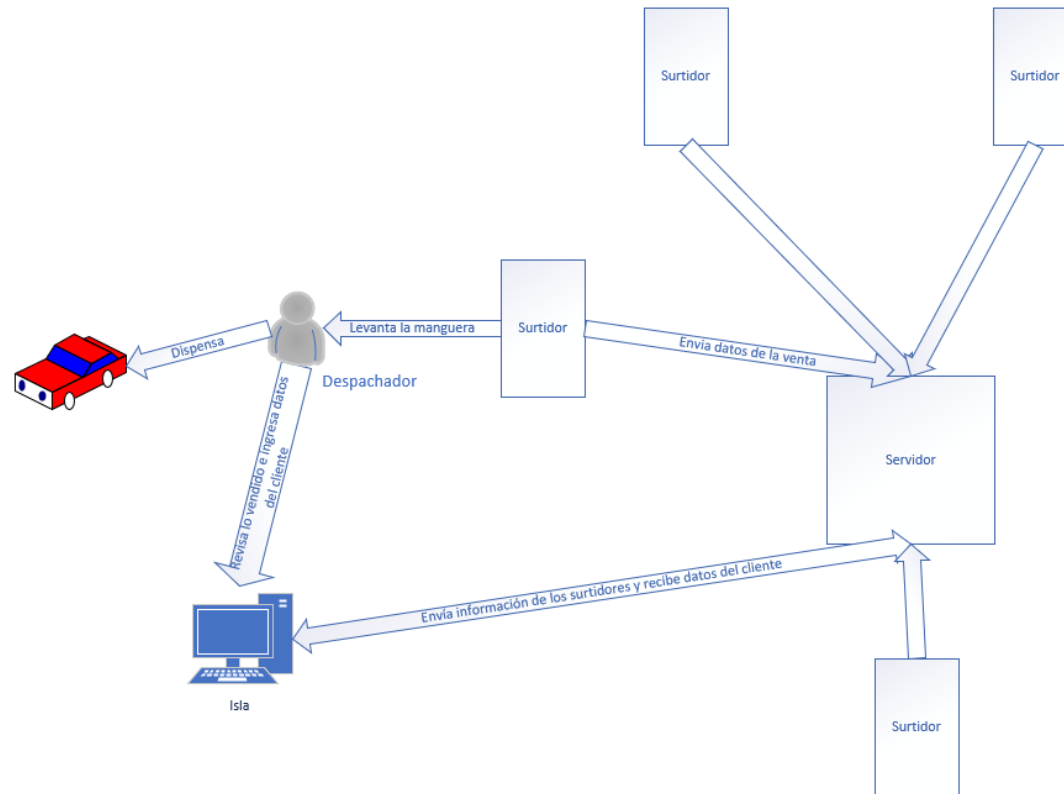 Surtidor
Surtidor
Dispensa
Levanta la manguera
Surtidor
Envia datos de la venta
Despachador
Revisa lo vendido e ingresa datos
del cliente
Servidor
Envía información de los surtidores y recibe datos del cliente
Isla
Surtidor